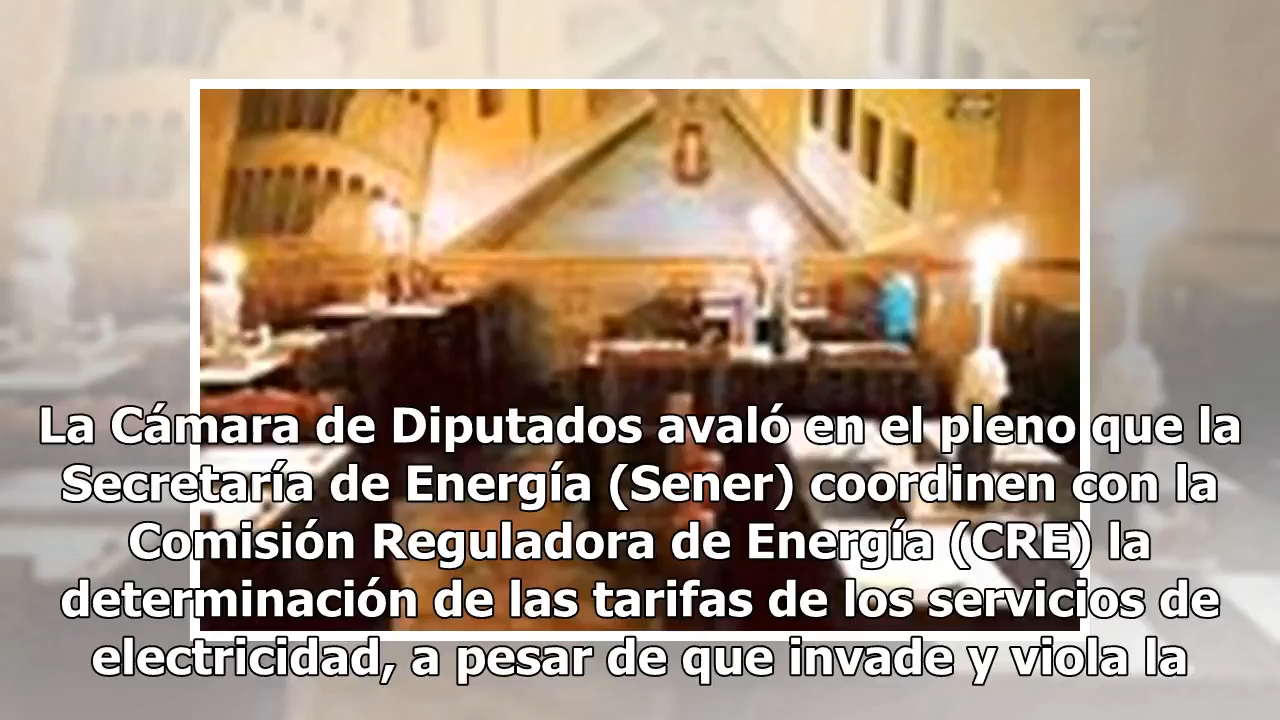 La Cámara de Diputados avaló en el pleno que la
Secretaría de Energía (Sener) coordinen con la
Comisión Reguladora de Energía (CRE) la
determinación de las tarifas de los servicios de
electricidad, a pesar de que invade y viola la